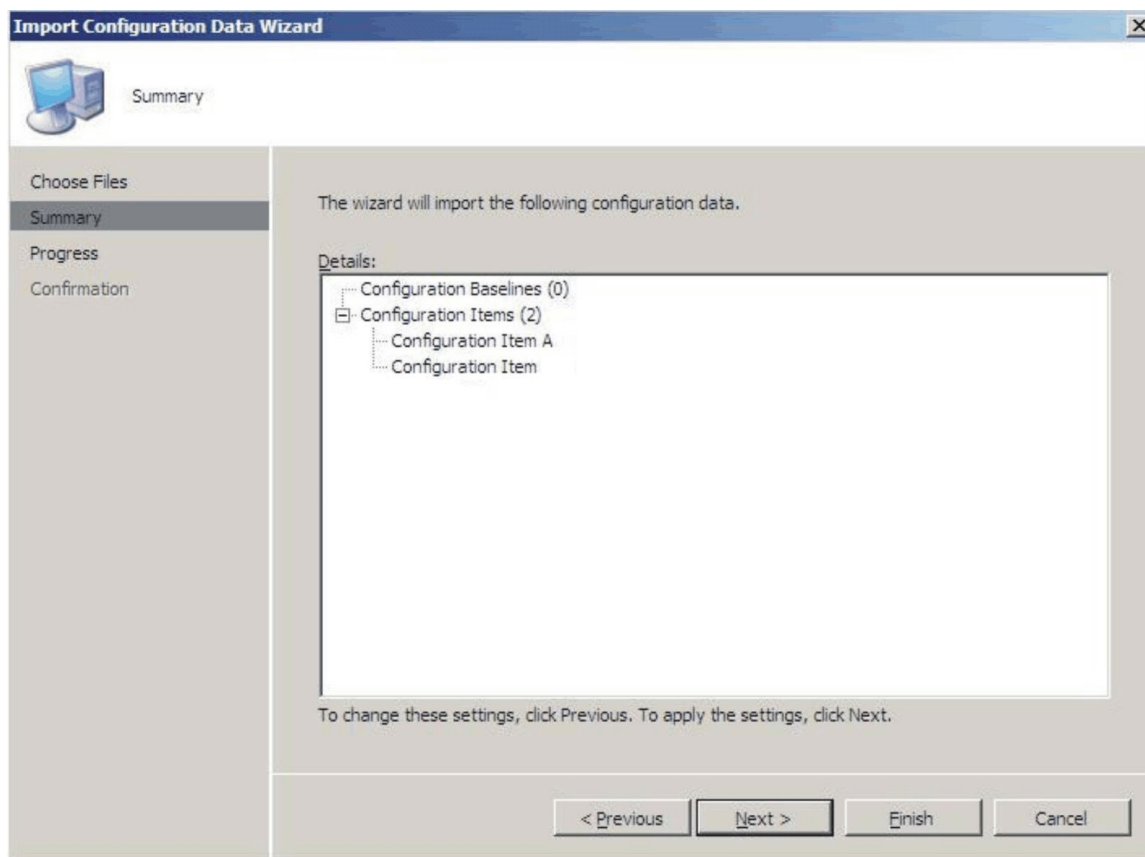 Import Configuration Data Wizard
Summary
Choose Files
Summary
Progress
Confirmation
The wizard will import the following configuration data.
Details:
Configuration Baselines (0)
Configuration Items (2)
Configuration Item A
Configuration Item
To change these settings, click Previous. To apply the settings, click Next.
< Previous
Next >
Finish
Cancel